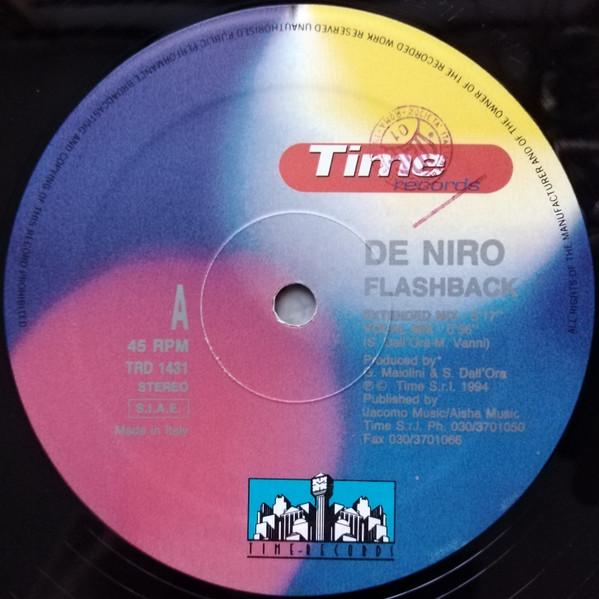 ALL RIGHTS OF THE MANUFACTURER AND OF THE OWNER OF THE RECORDED WORK RESERVED UNAUTHORISED PUBLIC PERFORMANCE BROADCASTING AND COPYING OF THIS RECORD PROHIBITED
Time
records
DE NIRO
FLASHBACK
EXTENDED MIX
VOCAL MIX
(S. Dall'Ora-M. Vanni)
Produced by
G. Maiolini & S. Dall'Ora
℗© Time S.r.l. 1994
Published by
Jacomo Music/Aisha Music
Time S.r.l. Ph. 030/3701050
Fax 030/3701066
A
45 RPM
TRD 1431
STEREO
S.I.A.E.
Made in Italy
TIME-RECORDS